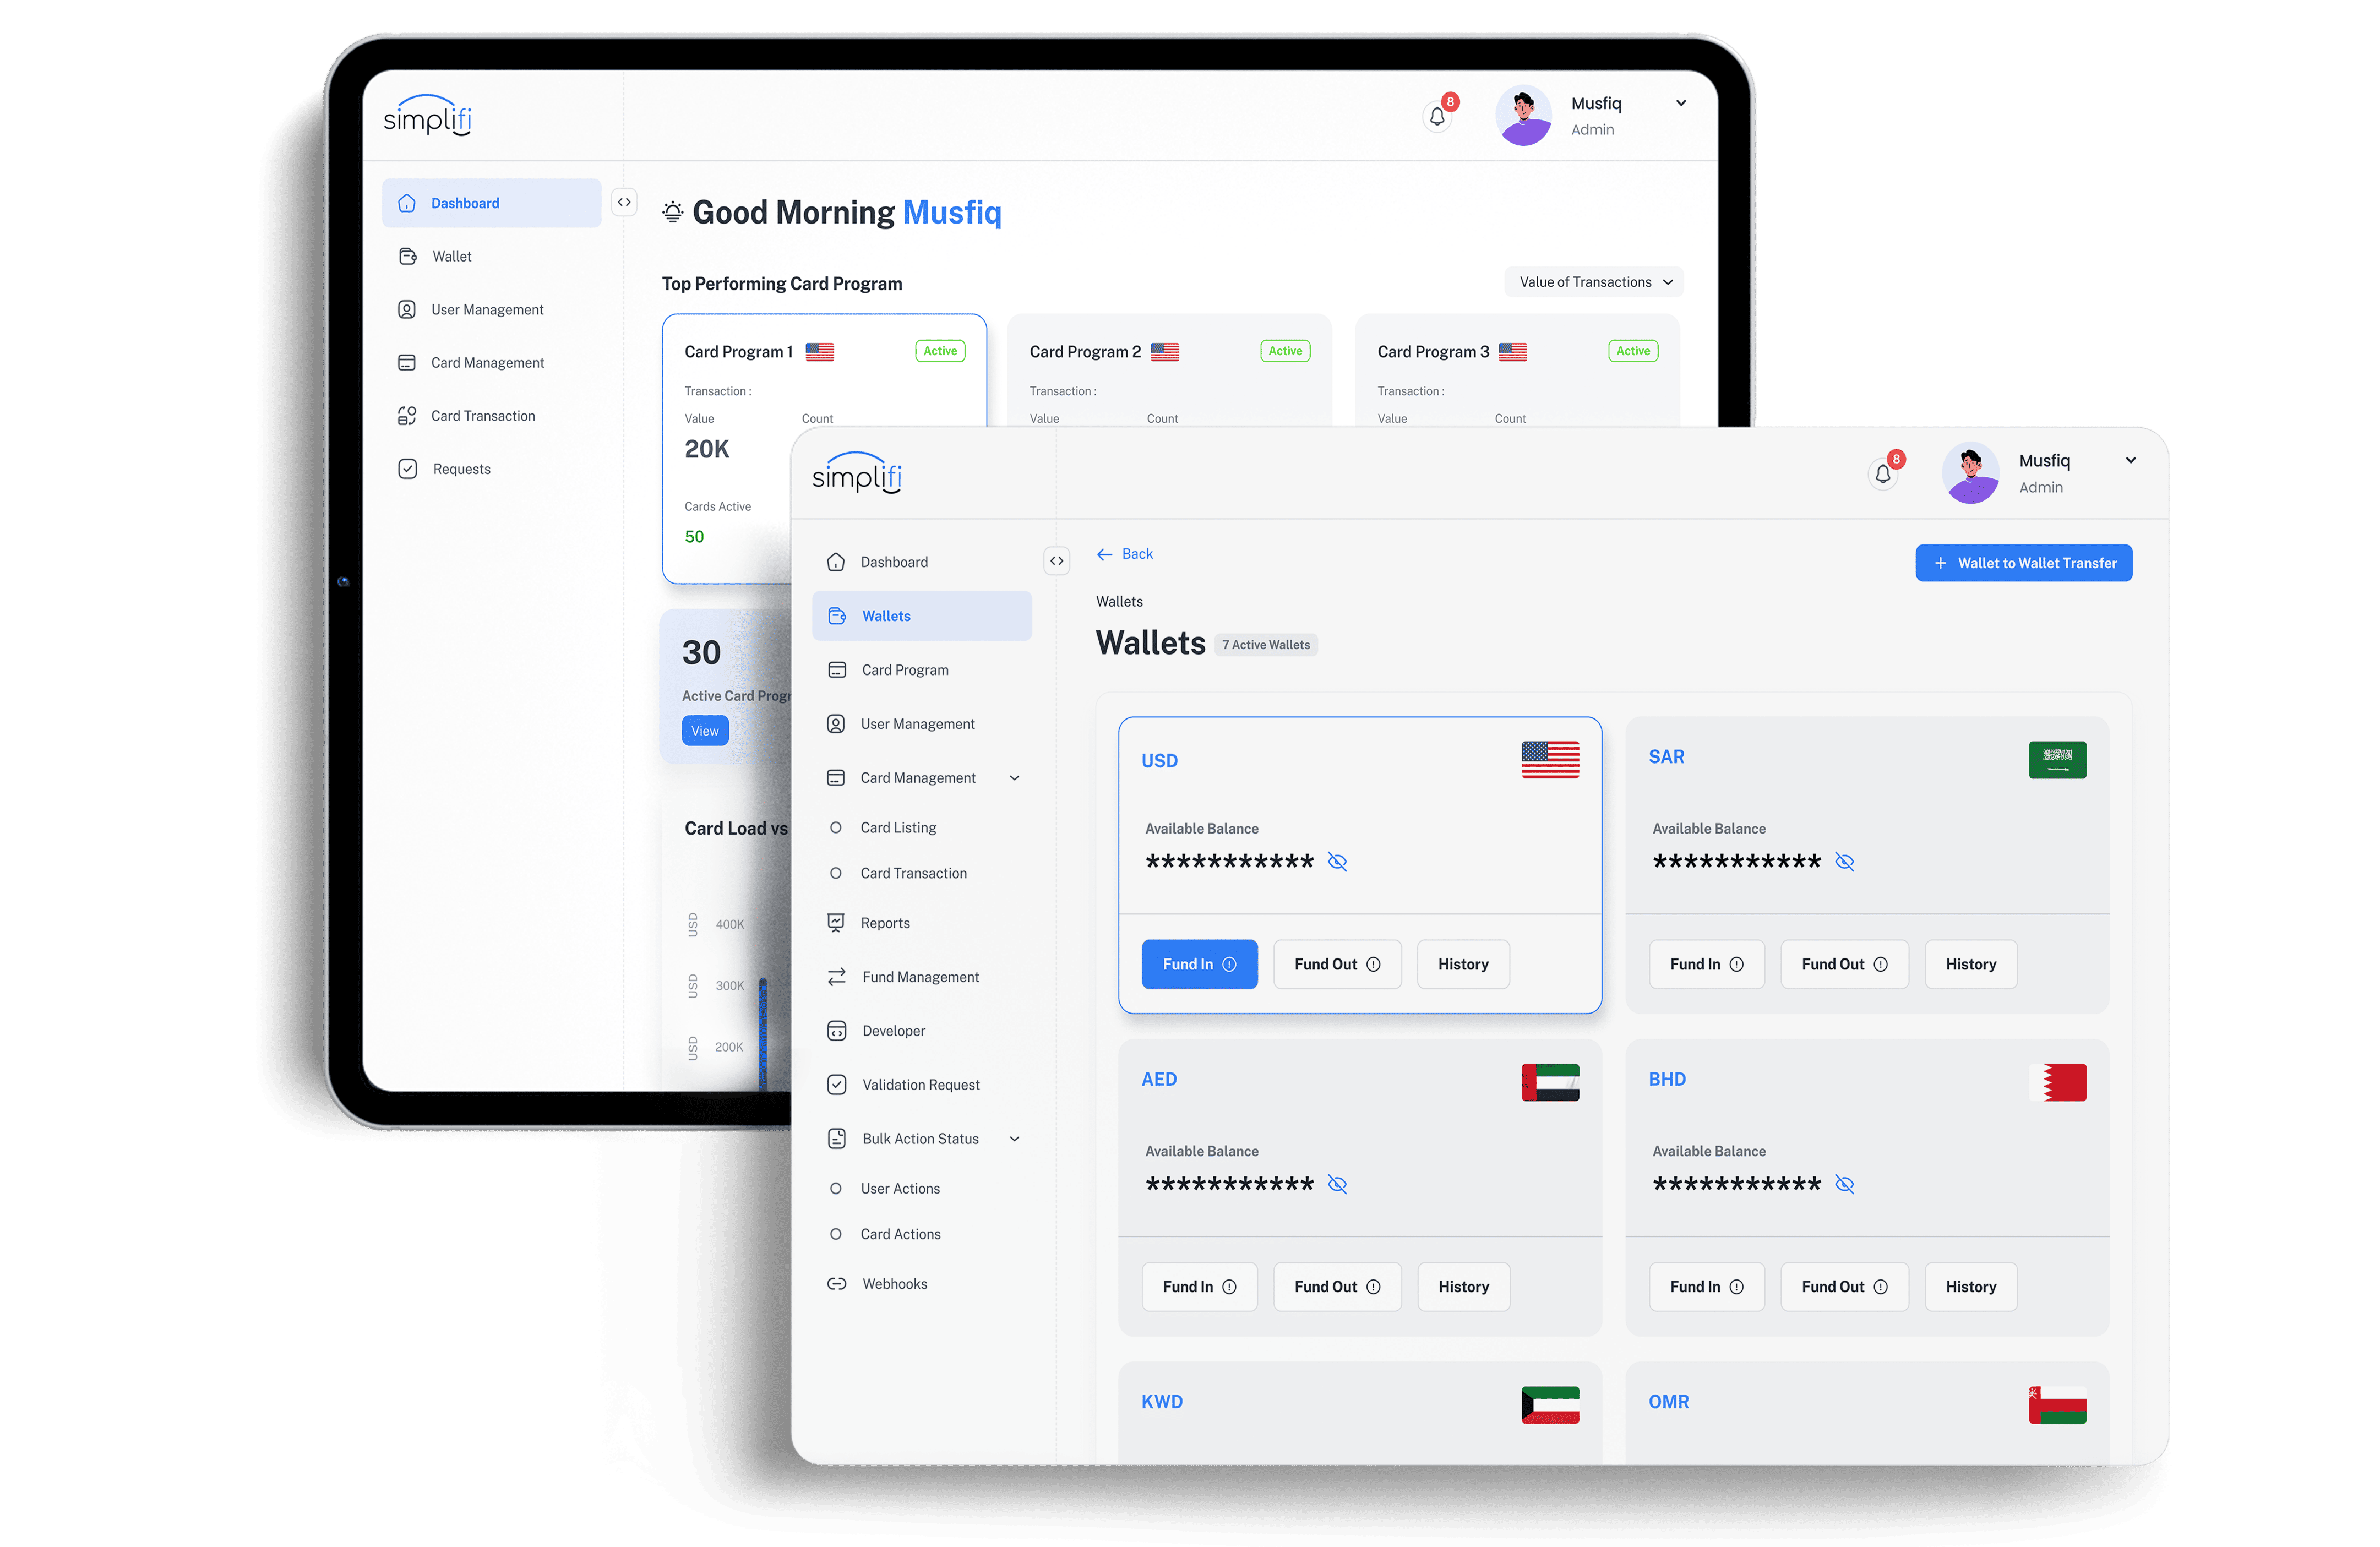 simplifi
8
Musfiq
Admin
Dashboard
Wallet
User Management
Card Management
Card Transaction
Requests
Good Morning Musfiq
Top Performing Card Program
Value of Transactions
Card Program 1
Active
Transaction :
Value Count
20K
Cards Active
50
Card Program 2
Active
Transaction :
Value Count
Card Program 3
Active
Transaction :
Value Count
30
Active Card Progr
View
Card Load vs
USD 400K
USD 300K
USD 200K
simplifi
8
Musfiq
Admin
Dashboard
Wallets
Card Program
User Management
Card Management
Card Listing
Card Transaction
Reports
Fund Management
Developer
Validation Request
Bulk Action Status
User Actions
Card Actions
Webhooks
Back
+ Wallet to Wallet Transfer
Wallets
Wallets 7 Active Wallets
USD
Available Balance
***********
Fund In Fund Out History
SAR
Available Balance
***********
Fund In Fund Out History
AED
Available Balance
***********
Fund In Fund Out History
BHD
Available Balance
***********
Fund In Fund Out History
KWD
OMR